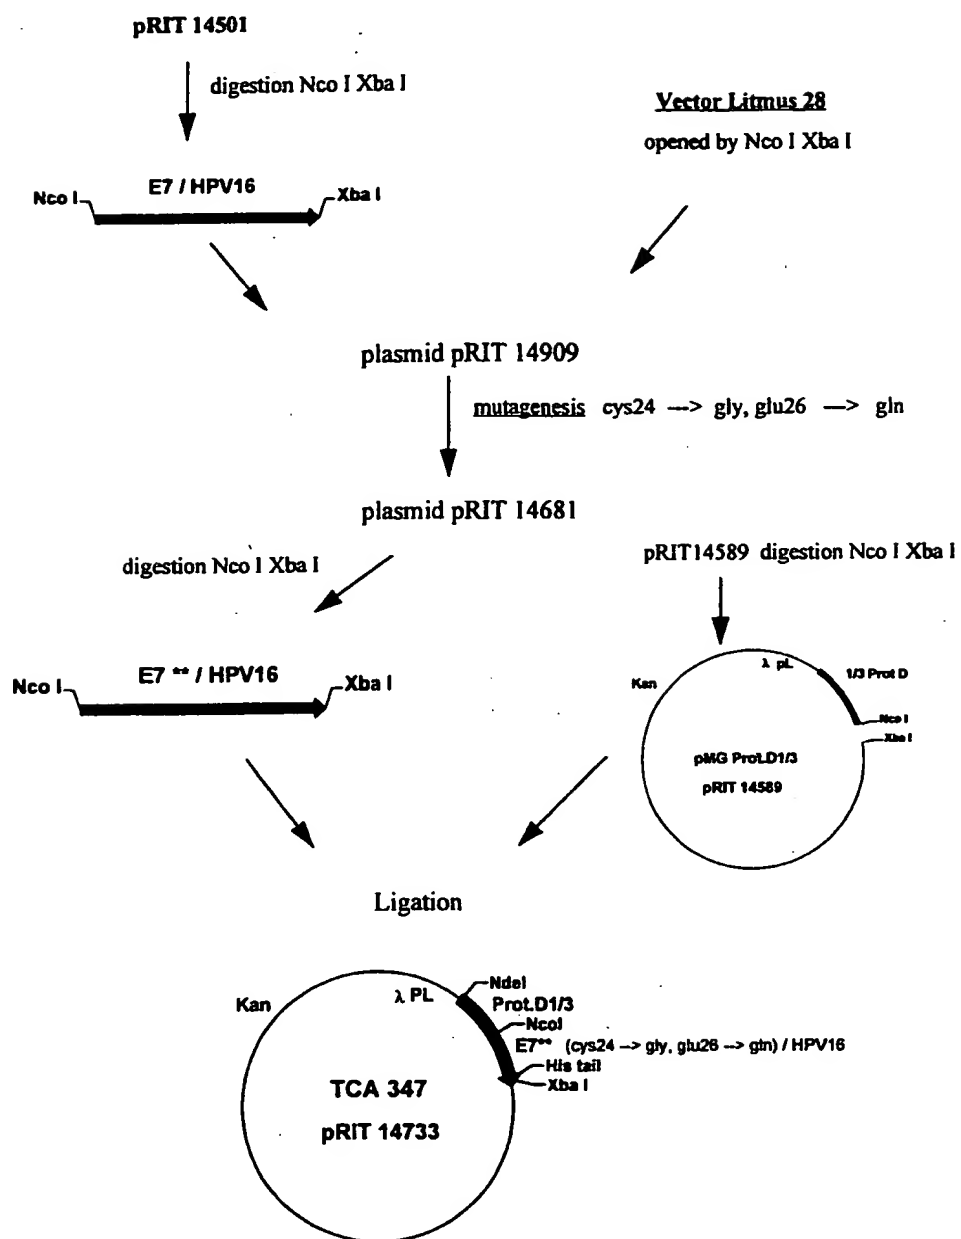 pRIT 14501
digestion Nco I Xba I
Vector Litmus 28
opened by Nco I Xba I
E7 / HPV16
Nco I
Xba I
plasmid pRIT 14909
mutagenesis cys24 —> gly, glu26 —> gln
plasmid pRIT 14681
digestion Nco I Xba I
pRIT14589 digestion Nco I Xba I
E7 ** / HPV16
Nco I
Xba I
λ pL
1/3 Prot D
Kan
Nco I
Xba I
pMG Prot.D1/3
pRIT 14589
Ligation
NdeI
λ PL
Prot.D1/3
Kan
NcoI
E7** (cys24 --> gly, glu26 --> gln) / HPV16
His tail
Xba I
TCA 347
pRIT 14733